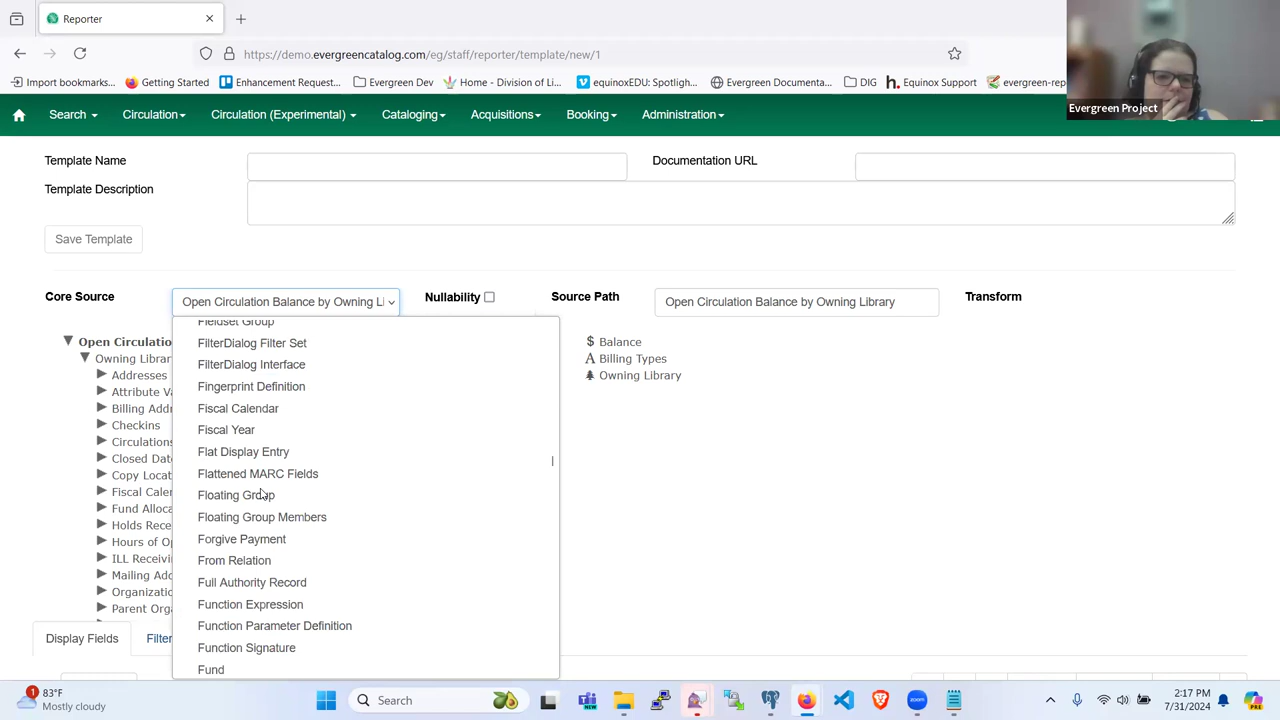 Reporter
https://demo.evergreencatalog.com/eg/staff/reporter/template/new/1
Import bookmarks... Getting Started Enhancement Request... Evergreen Dev Home - Division of Li... equinoxEDU: Spotligh... Evergreen Documenta... DIG Equinox Support evergreen-rep
Evergreen Project
Search Circulation Circulation (Experimental) Cataloging Acquisitions Booking Administration
Template Name Documentation URL
Template Description
Save Template
Core Source Open Circulation Balance by Owning Li Nullability Source Path Open Circulation Balance by Owning Library Transform
Open Circulatio
Owning Library
Addresses
Attribute Va
Billing Addr
Checkins
Circulations
Closed Date
Copy Locat
Fiscal Caler
Fund Alloca
Holds Rece
Hours of Op
ILL Receivi
Mailing Add
Organizatio
Parent Orga
Fieldset Group
FilterDialog Filter Set
FilterDialog Interface
Fingerprint Definition
Fiscal Calendar
Fiscal Year
Flat Display Entry
Flattened MARC Fields
Floating Group
Floating Group Members
Forgive Payment
From Relation
Full Authority Record
Function Expression
Function Parameter Definition
Function Signature
Fund
Balance
Billing Types
Owning Library
Display Fields Filter
1 83°F
Mostly cloudy
Search
NEW
zoom
2:17 PM
7/31/2024
PRE